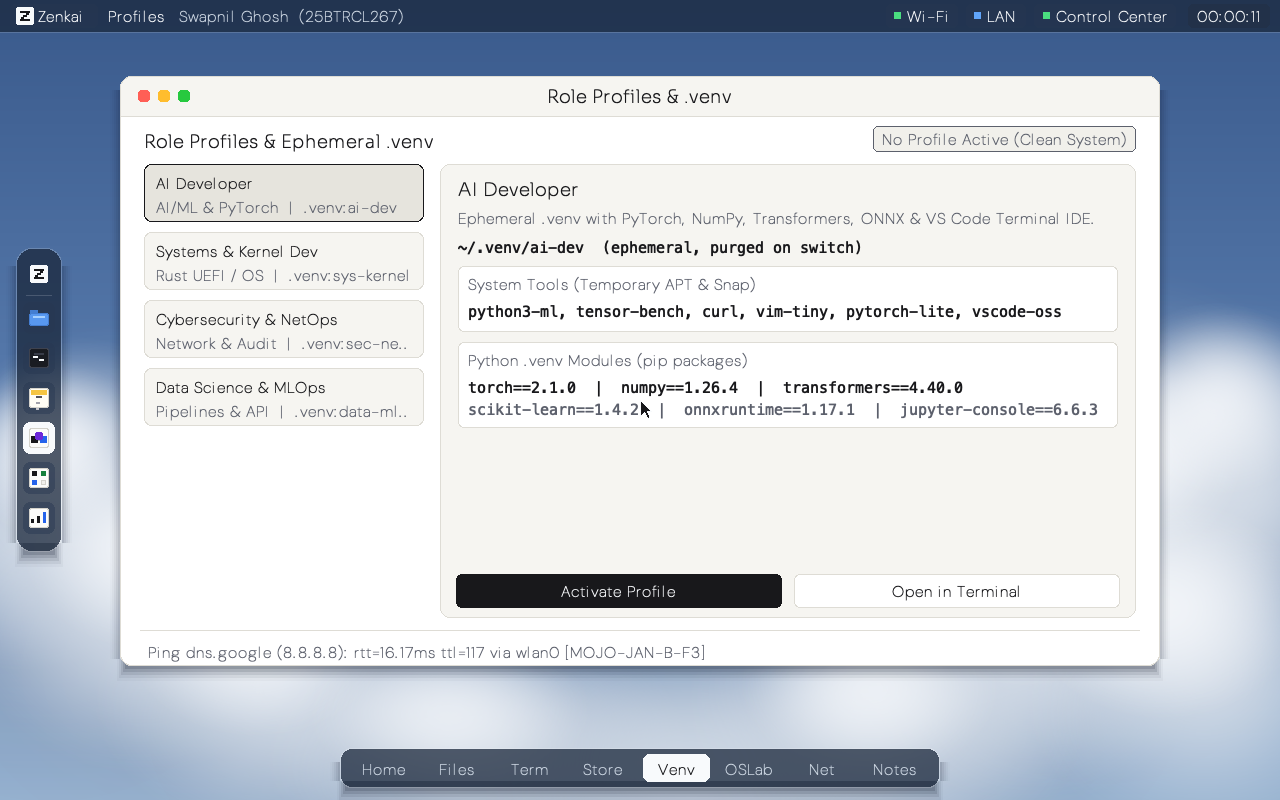 Zenkai Profiles Swapnil Ghosh (25BTRCL267) Wi-Fi LAN Control Center 00:00:11
Role Profiles & .venv
Role Profiles & Ephemeral .venv
No Profile Active (Clean System)
AI Developer
AI/ML & PyTorch | .venv:ai-dev
Systems & Kernel Dev
Rust UEFI / OS | .venv:sys-kernel
Cybersecurity & NetOps
Network & Audit | .venv:sec-ne..
Data Science & MLOps
Pipelines & API | .venv:data-ml..
AI Developer
Ephemeral .venv with PyTorch, NumPy, Transformers, ONNX & VS Code Terminal IDE.
~/.venv/ai-dev (ephemeral, purged on switch)
System Tools (Temporary APT & Snap)
python3-ml, tensor-bench, curl, vim-tiny, pytorch-lite, vscode-oss
Python .venv Modules (pip packages)
torch==2.1.0 | numpy==1.26.4 | transformers==4.40.0
scikit-learn==1.4.2 | onnxruntime==1.17.1 | jupyter-console==6.6.3
Activate Profile
Open in Terminal
Ping dns.google (8.8.8.8): rtt=16.17ms ttl=117 via wlan0 [MOJO-JAN-B-F3]
Home Files Term Store Venv OSLab Net Notes